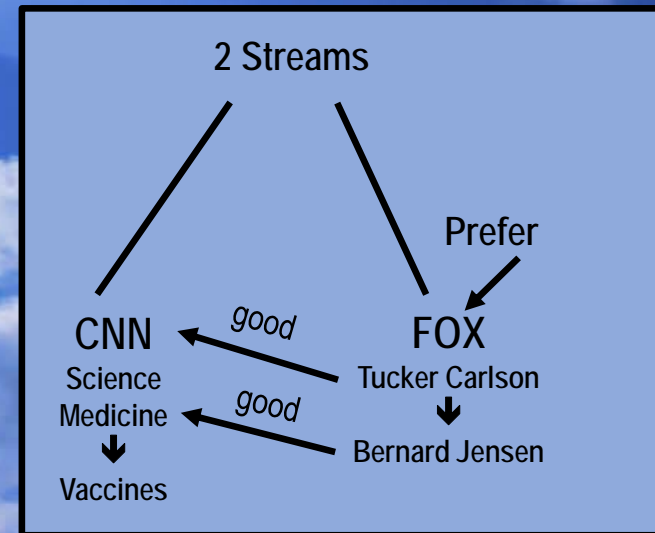 2 Streams
Prefer
CNN
Science
Medicine
Vaccines
good
good
FOX
Tucker Carlson
Bernard Jensen